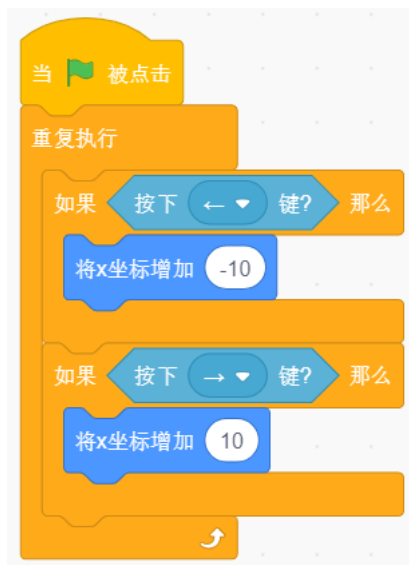 当 被点击
重复执行
如果 按下 ← 键? 那么
将x坐标增加 -10
如果 按下 → 键? 那么
将x坐标增加 10